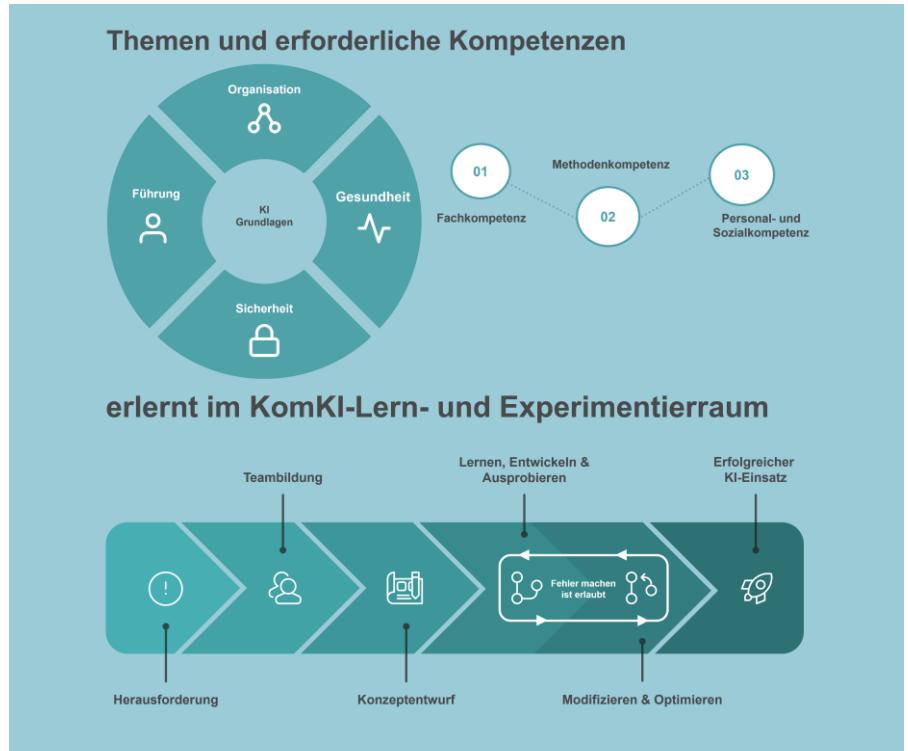 Themen und erforderliche Kompetenzen
Organisation
Führung
KI
Grundlagen
Gesundheit
Sicherheit
01
Fachkompetenz
Methodenkompetenz
02
03
Personal- und
Sozialkompetenz
erlernt im KomKI-Lern- und Experimentierraum
Teambildung
Lernen, Entwickeln &
Ausprobieren
Erfolgreicher
KI-Einsatz
Fehler machen
ist erlaubt
Herausforderung
Konzeptentwurf
Modifizieren & Optimieren